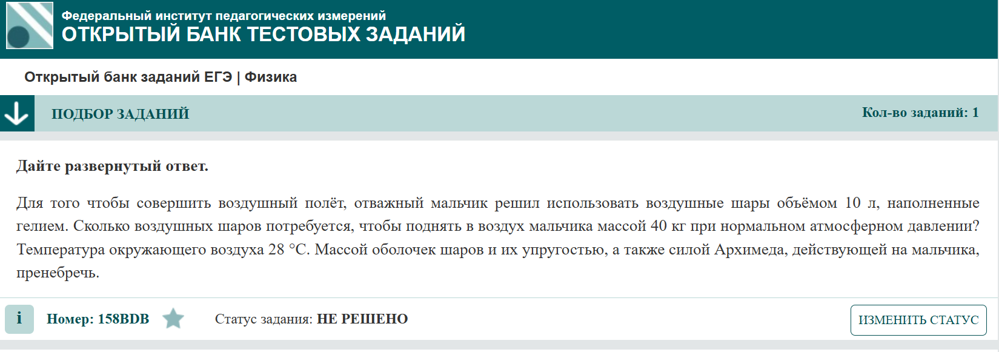 Федеральный институт педагогических измерений
ОТКРЫТЫЙ БАНК ТЕСТОВЫХ ЗАДАНИЙ
Открытый банк заданий ЕГЭ | Физика
ПОДБОР ЗАДАНИЙ
Кол-во заданий: 1
Дайте развернутый ответ.
Для того чтобы совершить воздушный полёт, отважный мальчик решил использовать воздушные шары объёмом 10 л, наполненные
гелием. Сколько воздушных шаров потребуется, чтобы поднять в воздух мальчика массой 40 кг при нормальном атмосферном давлении?
Температура окружающего воздуха 28 °С. Массой оболочек шаров и их упругостью, а также силой Архимеда, действующей на мальчика,
пренебречь.
i Номер: 158BDB Статус задания: НЕ РЕШЕНО ИЗМЕНИТЬ СТАТУС